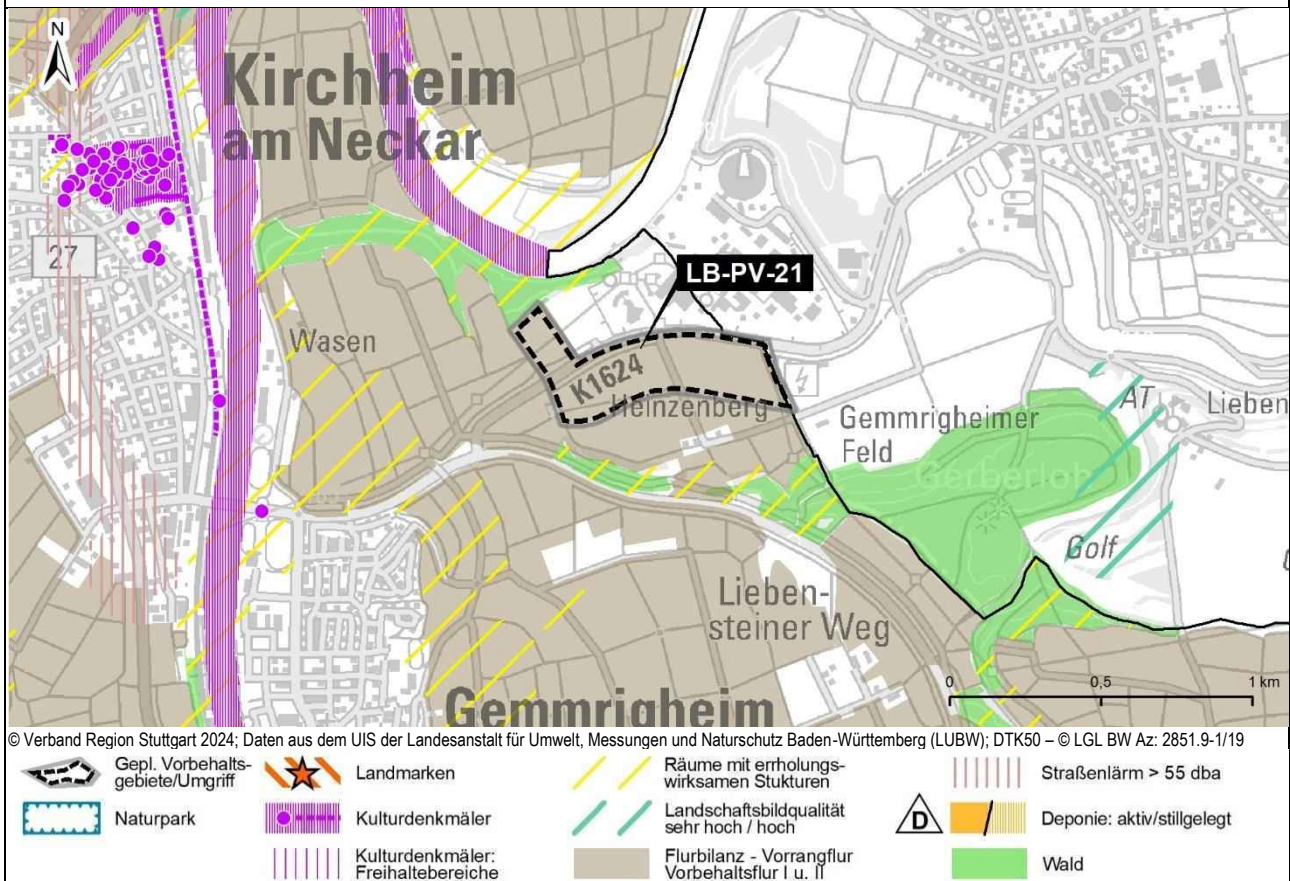 N
Kirchheim
am Neckar
27
LB-PV-21
Wasen
K1624
Heinzenberg
Gemmrigheimer
Feld
AT
Lieben
Gerberloh
Golf
Lieben-
steiner Weg
Gemmrigheim
0 0,5 1 km
© Verband Region Stuttgart 2024; Daten aus dem UIS der Landesanstalt für Umwelt, Messungen und Naturschutz Baden-Württemberg (LUBW); DTK50 – © LGL BW Az: 2851.9-1/19
Gepl. Vorbehalts-
gebiete/Umgriff
Landmarken
Räume mit errholungs-
wirksamen Stukturen
Straßenlärm > 55 dba
Naturpark
Kulturdenkmäler
Landschaftsbildqualität
sehr hoch / hoch
D
Deponie: aktiv/stillgelegt
Kulturdenkmäler:
Freihaltebereiche
Flurbilanz - Vorrangflur
Vorbehaltsflur I u. II
Wald